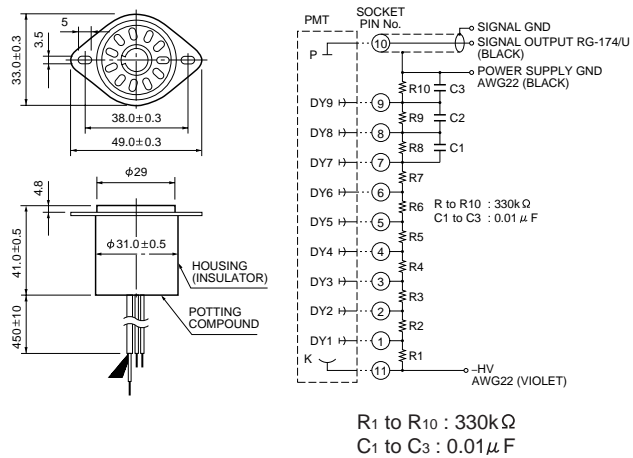 5
3.5
33.0±0.3
38.0±0.3
49.0±0.3
φ29
4.8
φ31.0±0.5
41.0±0.5
450±10
HOUSING
(INSULATOR)
POTTING
COMPOUND
PMT
SOCKET
PIN No.
SIGNAL GND
P
10
SIGNAL OUTPUT RG-174/U
(BLACK)
POWER SUPPLY GND
AWG22 (BLACK)
R10
C3
DY9
9
R9
C2
DY8
8
R8
C1
DY7
7
R7
DY6
6
R6
R to R10 : 330kΩ
C1 to C3 : 0.01μF
DY5
5
R5
DY4
4
R4
DY3
3
R3
DY2
2
R2
DY1
1
R1
K
11
–HV
AWG22 (VIOLET)
R1 to R10 : 330kΩ
C1 to C3 : 0.01μF